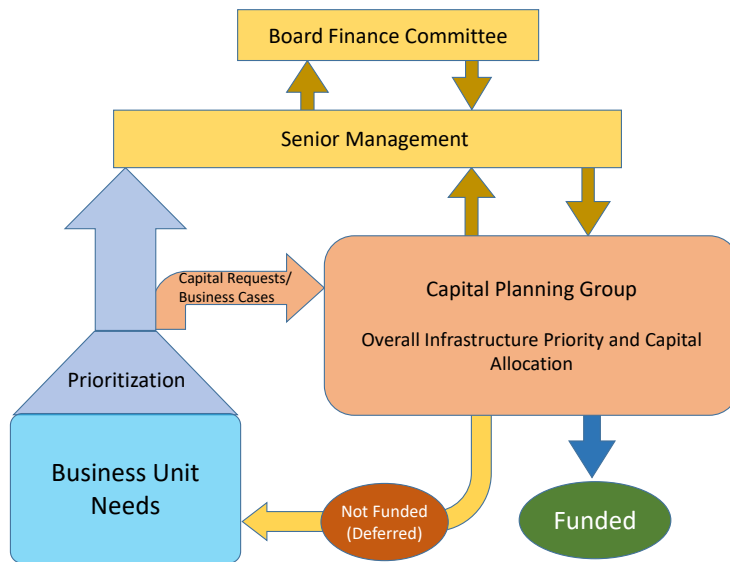 Board Finance Committee
Senior Management
Capital Requests/
Business Cases
Capital Planning Group
Overall Infrastructure Priority and Capital
Allocation
Prioritization
Business Unit
Needs
Not Funded
(Deferred)
Funded